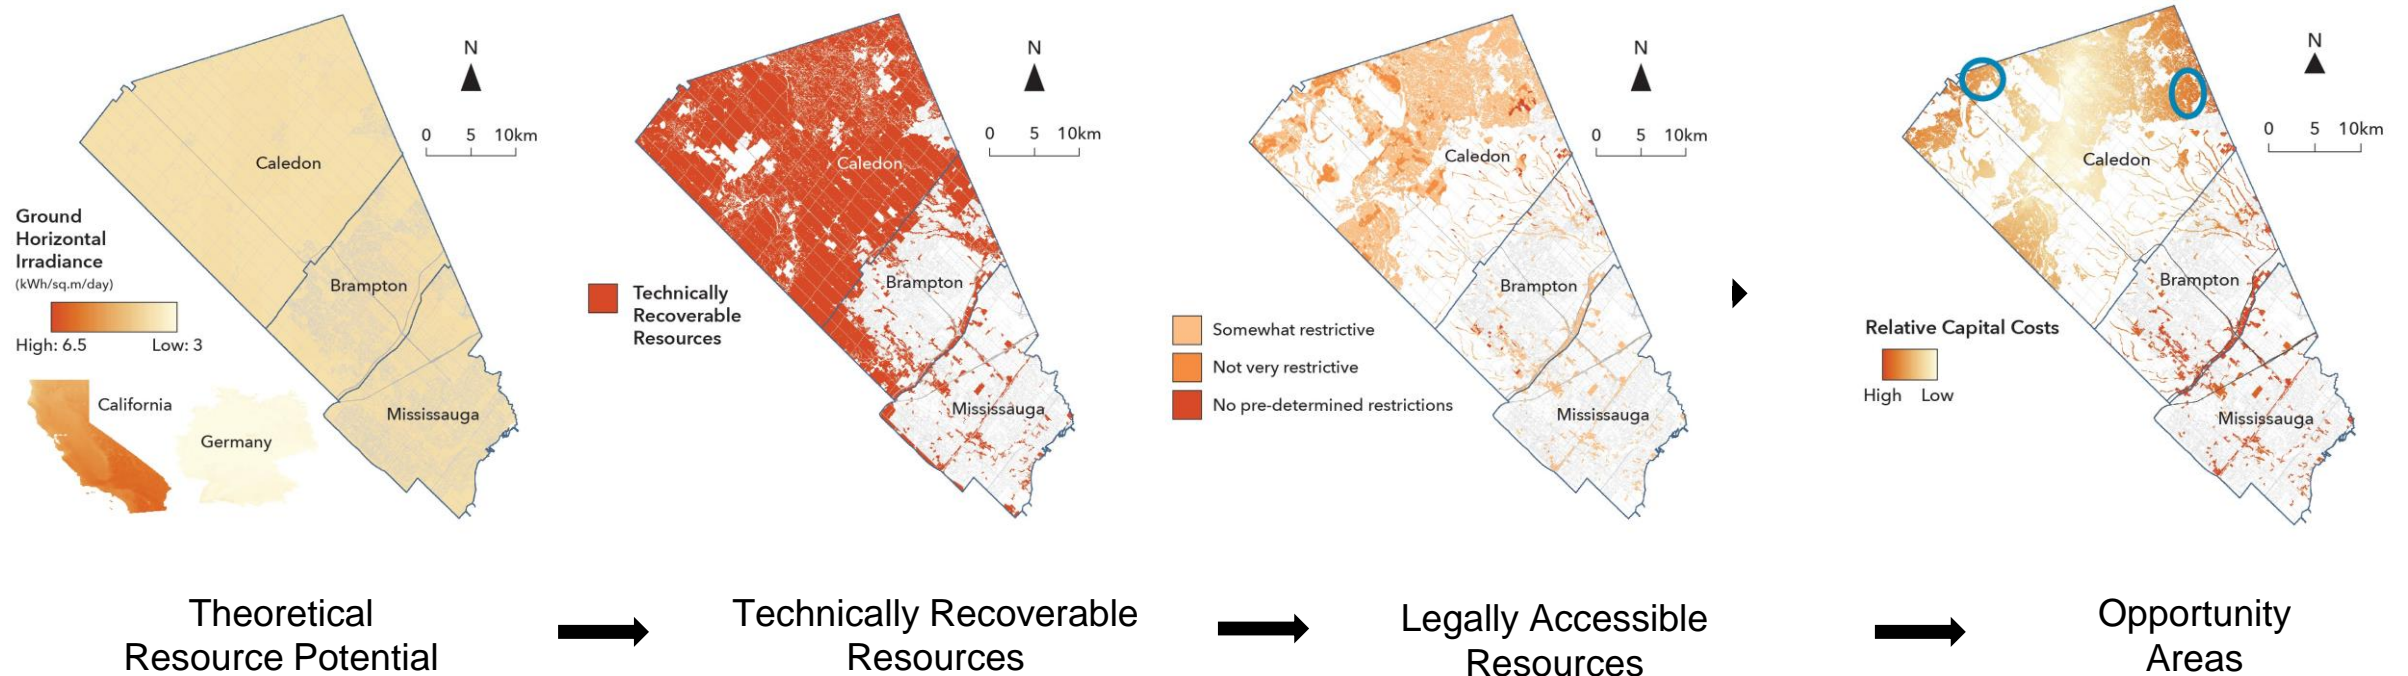 N
0 5 10km
Caledon
Ground
Horizontal
Irradiance
(kWh/sq.m/day)
High: 6.5 Low: 3
Brampton
California
Germany
Mississauga
N
0 5 10km
Caledon
Technically
Recoverable
Resources
Brampton
Mississauga
N
0 5 10km
Caledon
Brampton
Somewhat restrictive
Not very restrictive
No pre-determined restrictions
Mississauga
N
0 5 10km
Caledon
Brampton
Relative Capital Costs
High Low
Mississauga
Theoretical
Resource Potential
Technically Recoverable
Resources
Legally Accessible
Resources
Opportunity
Areas